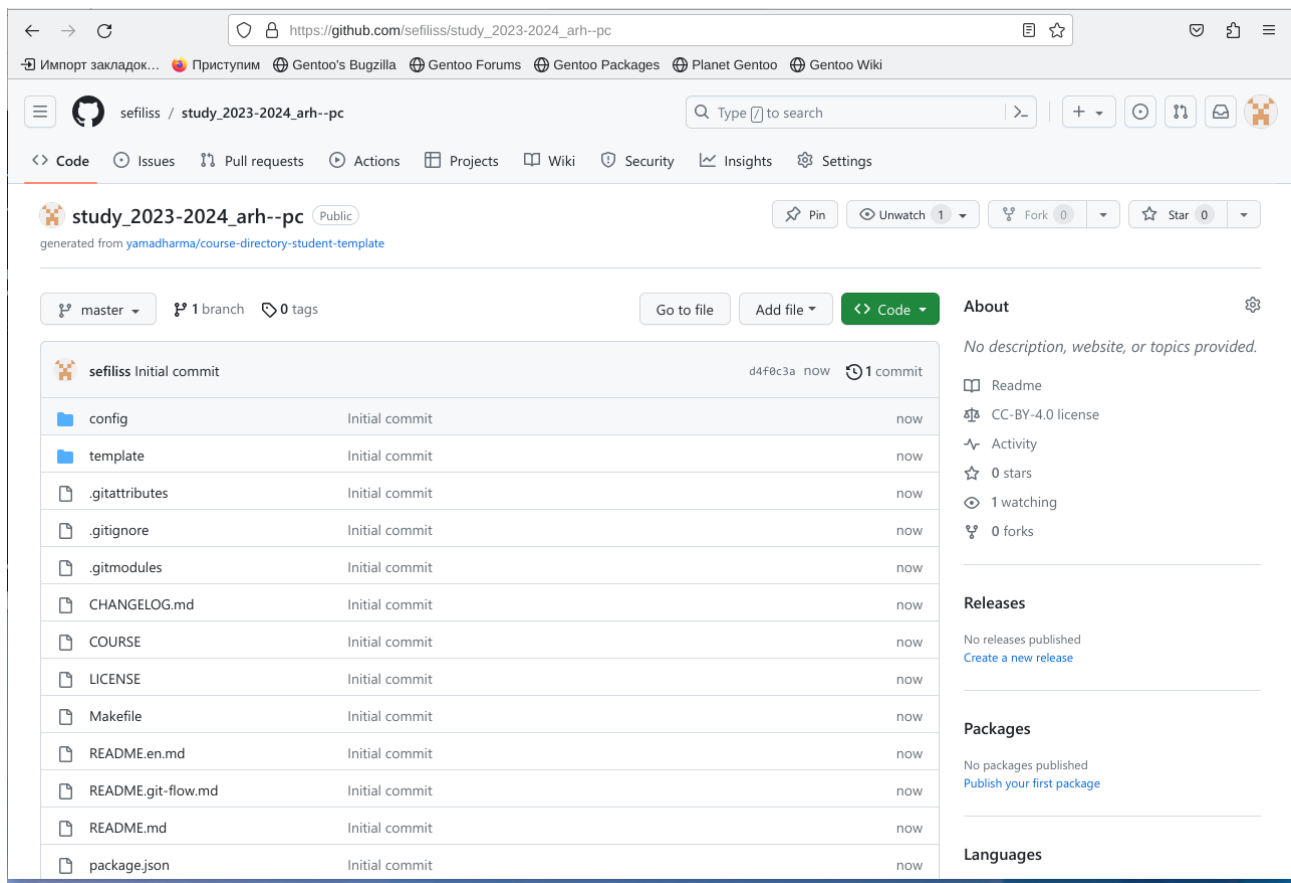 https://github.com/sefiliss/study_2023-2024_arh--pc
Импорт закладок... Приступим Gentoo's Bugzilla Gentoo Forums Gentoo Packages Planet Gentoo Gentoo Wiki
sefiliss / study_2023-2024_arh--pc Type / to search
Code Issues Pull requests Actions Projects Wiki Security Insights Settings
study_2023-2024_arh--pc Public Pin Unwatch 1 Fork 0 Star 0
generated from yamadharma/course-directory-student-template
master 1 branch 0 tags Go to file Add file Code
sefiliss Initial commit d4f0c3a now 1 commit
config Initial commit now
template Initial commit now
.gitattributes Initial commit now
.gitignore Initial commit now
.gitmodules Initial commit now
CHANGELOG.md Initial commit now
COURSE Initial commit now
LICENSE Initial commit now
Makefile Initial commit now
README.en.md Initial commit now
README.git-flow.md Initial commit now
README.md Initial commit now
package.json Initial commit now
About
No description, website, or topics provided.
Readme
CC-BY-4.0 license
Activity
0 stars
1 watching
0 forks
Releases
No releases published
Create a new release
Packages
No packages published
Publish your first package
Languages